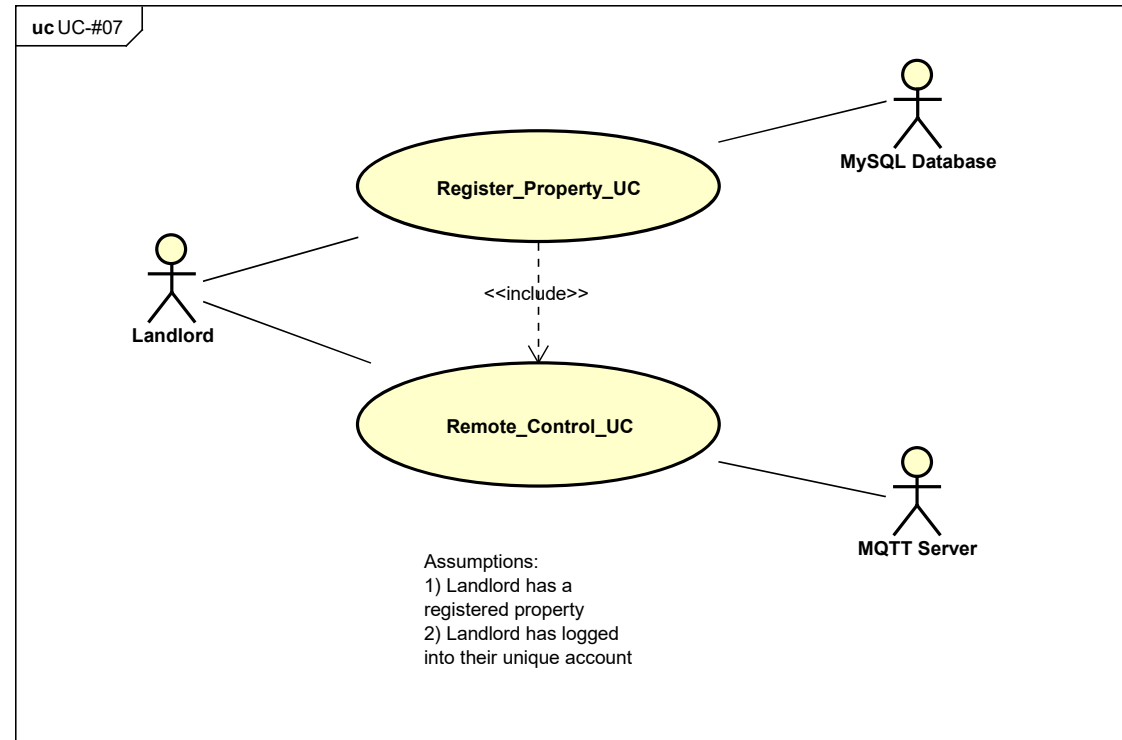 uc UC-#07
MySQL Database
Register_Property_UC
<<include>>
Landlord
Remote_Control_UC
MQTT Server
Assumptions:
1) Landlord has a
registered property
2) Landlord has logged
into their unique account